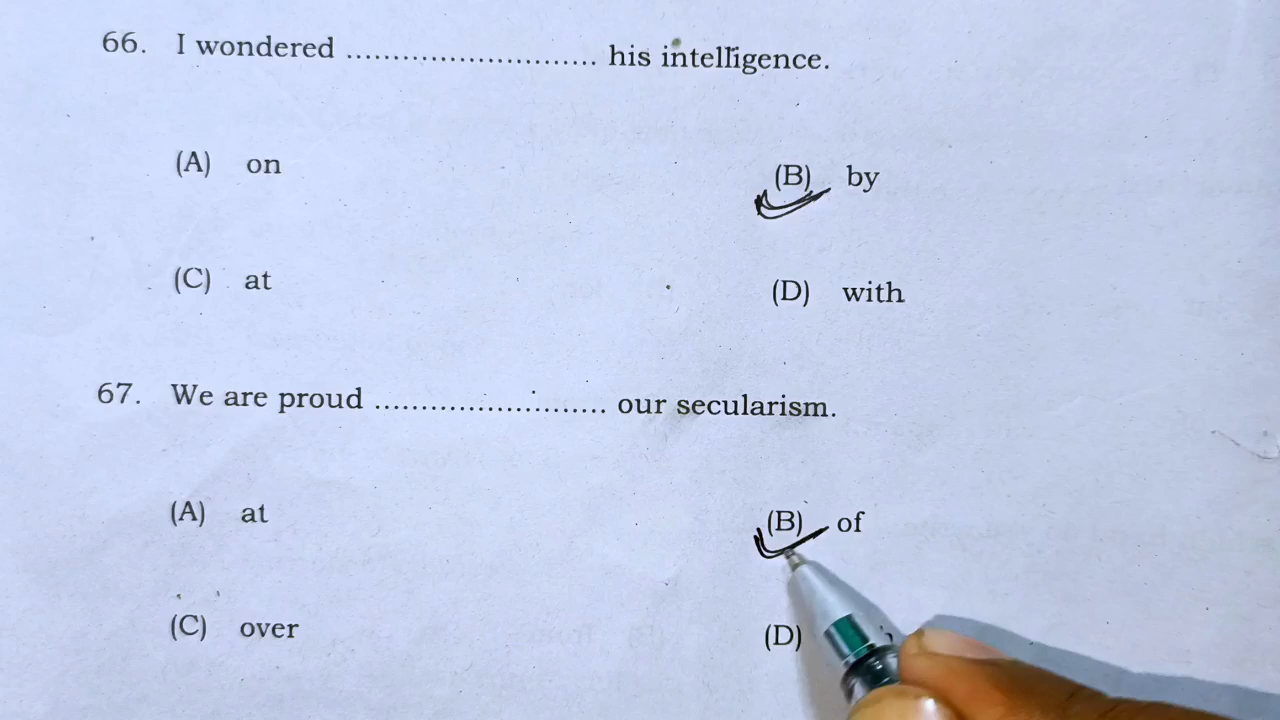 66. I wondered ........................... his intelligence.
(A) on (B) by
(C) at (D) with
67. We are proud ......................... our secularism.
(A) at (B) of
(C) over (D)